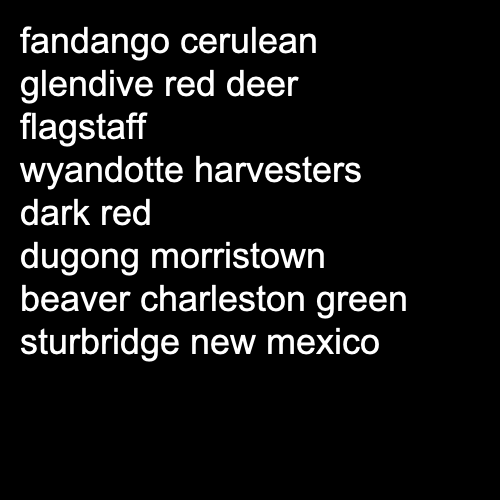 fandango cerulean
glendive red deer
flagstaff
wyandotte harvesters
dark red
dugong morristown
beaver charleston green
sturbridge new mexico